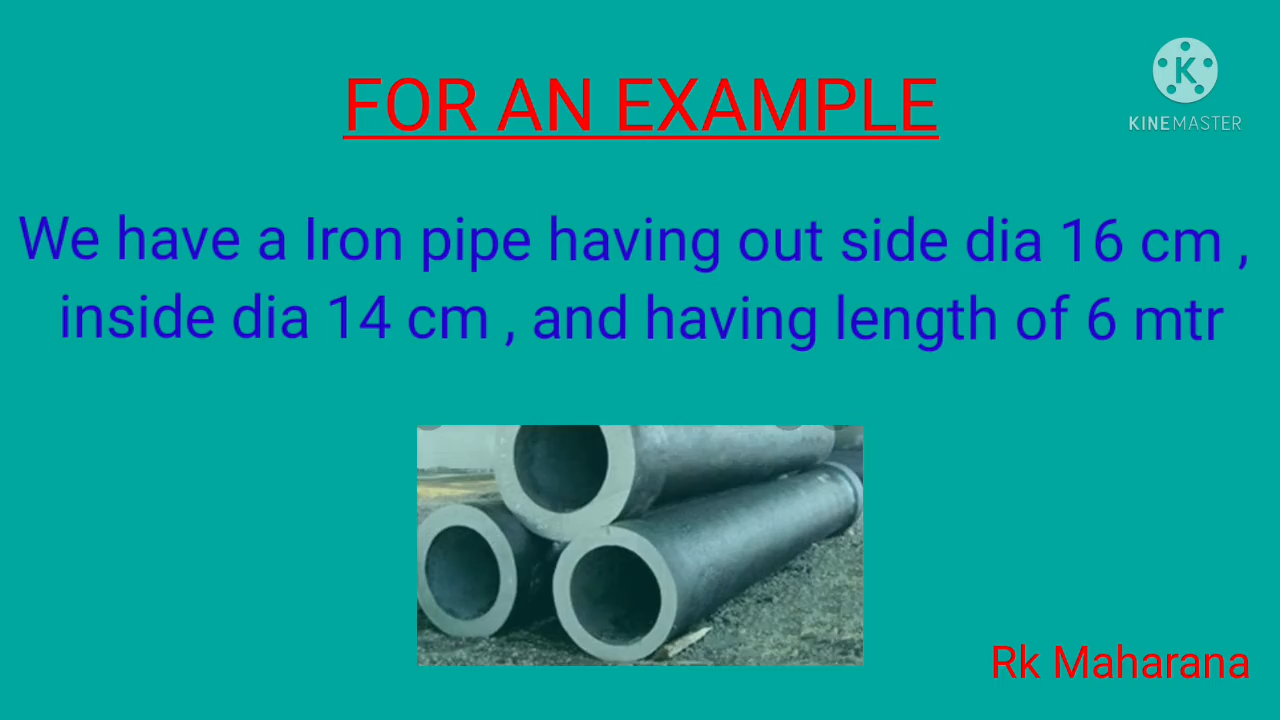 FOR AN EXAMPLE
K
KINEMASTER
We have a Iron pipe having out side dia 16 cm ,
inside dia 14 cm , and having length of 6 mtr
Rk Maharana